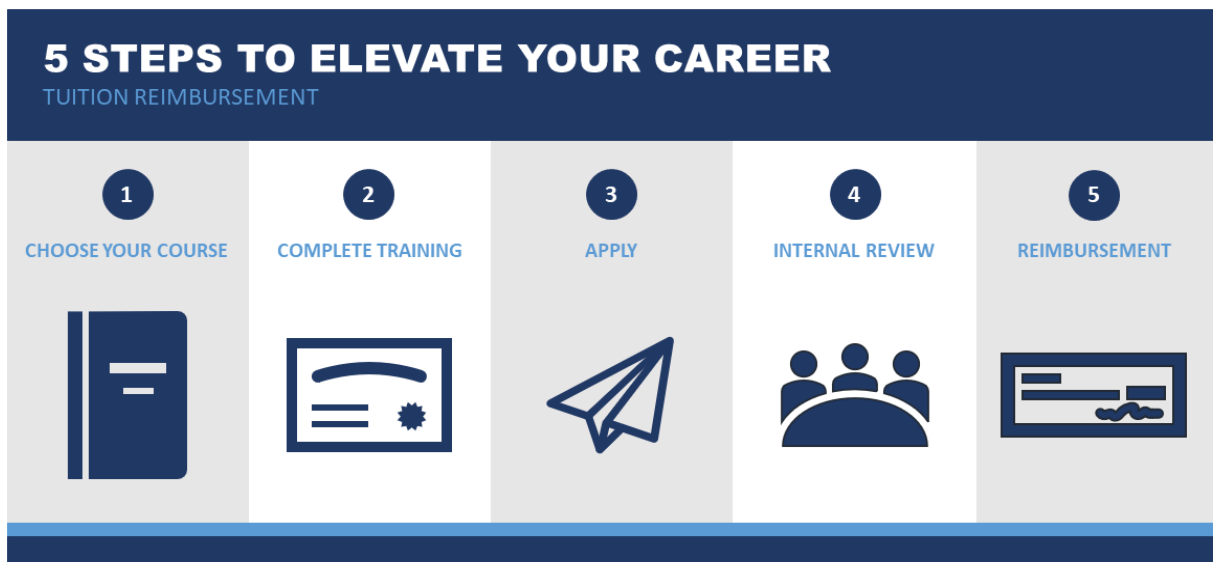 5 STEPS TO ELEVATE YOUR CAREER
TUITION REIMBURSEMENT
1
CHOOSE YOUR COURSE
2
COMPLETE TRAINING
3
APPLY
4
INTERNAL REVIEW
5
REIMBURSEMENT